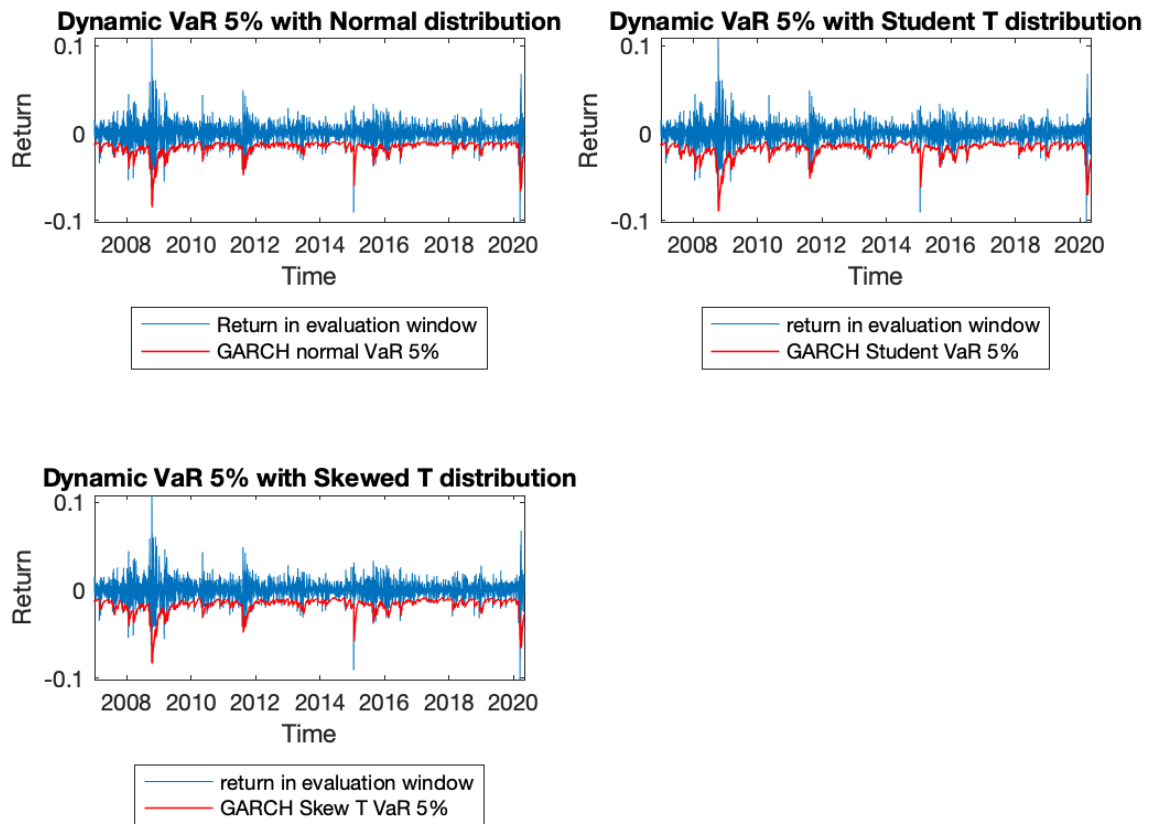 Dynamic VaR 5% with Normal distribution
0.1
0
-0.1
Return
2008 2010 2012 2014 2016 2018 2020
Time
Return in evaluation window
GARCH normal VaR 5%
Dynamic VaR 5% with Student T distribution
0.1
0
-0.1
Return
2008 2010 2012 2014 2016 2018 2020
Time
return in evaluation window
GARCH Student VaR 5%
Dynamic VaR 5% with Skewed T distribution
0.1
0
-0.1
Return
2008 2010 2012 2014 2016 2018 2020
Time
return in evaluation window
GARCH Skew T VaR 5%